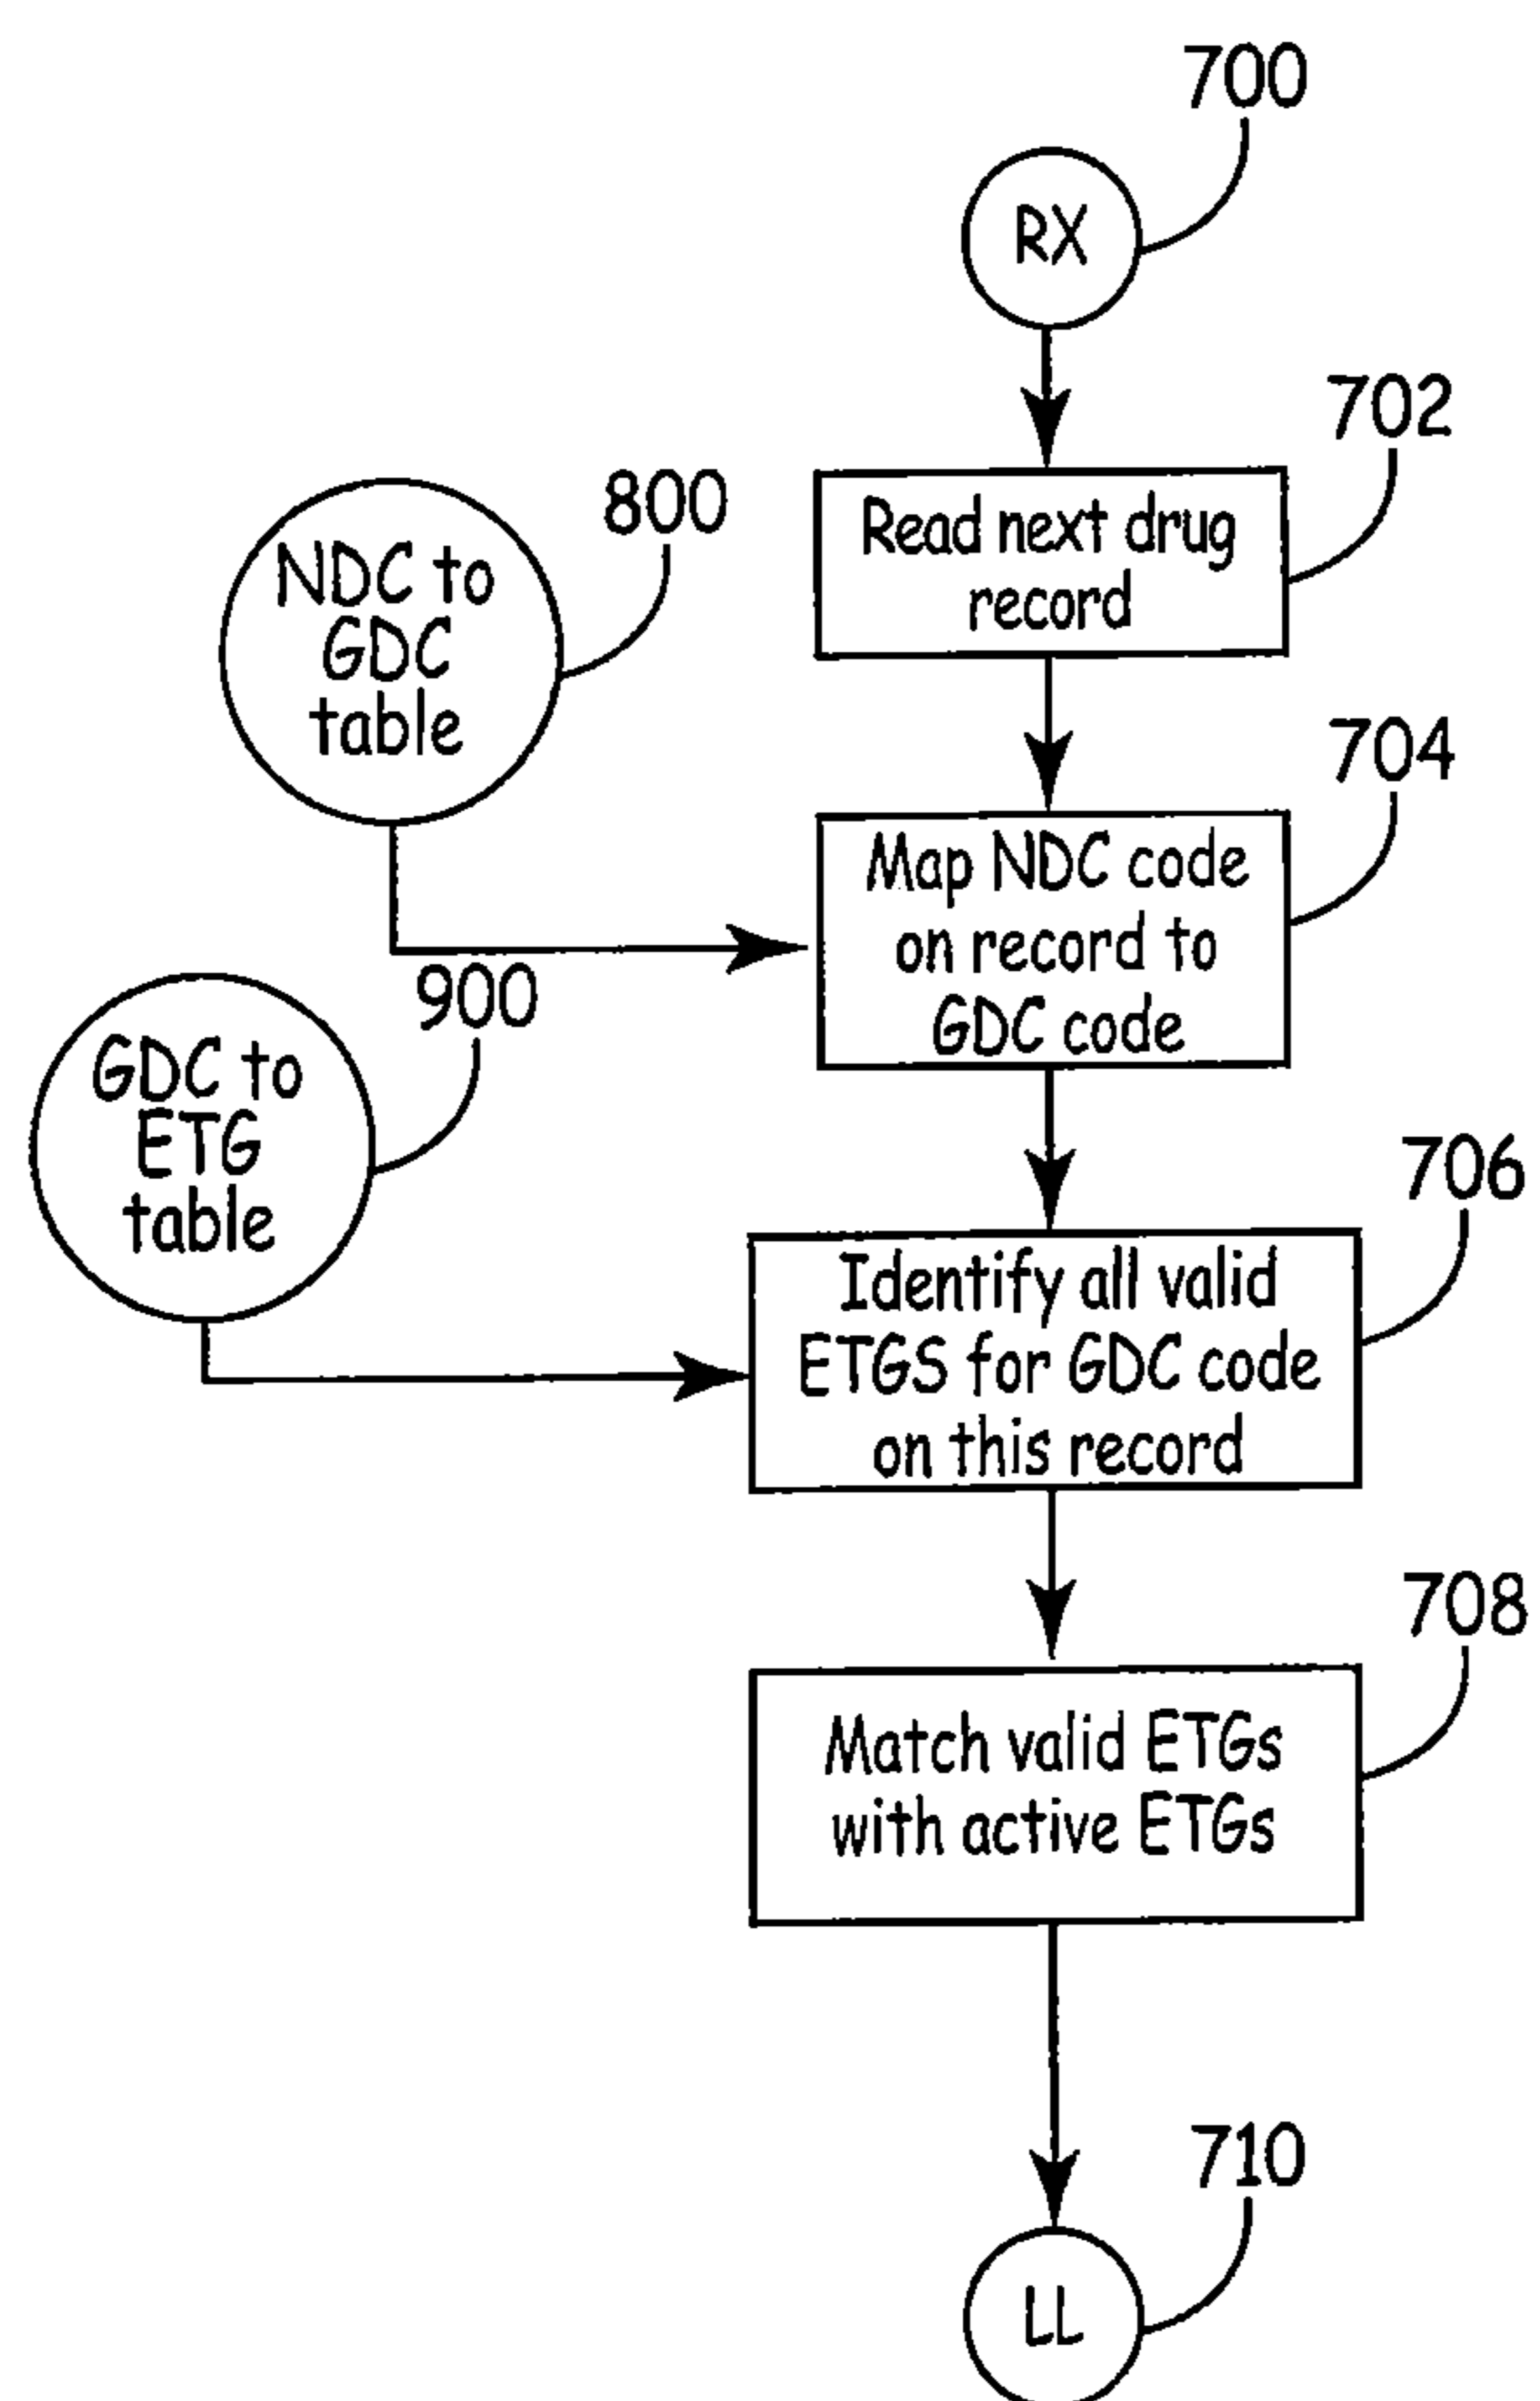 700
RX
702
Read next drug
record
800
NDC to
GDC
table
704
Map NDC code
on record to
GDC code
900
GDC to
ETG
table
706
Identify all valid
ETGS for GDC code
on this record
708
Match valid ETGs
with active ETGs
710
LL